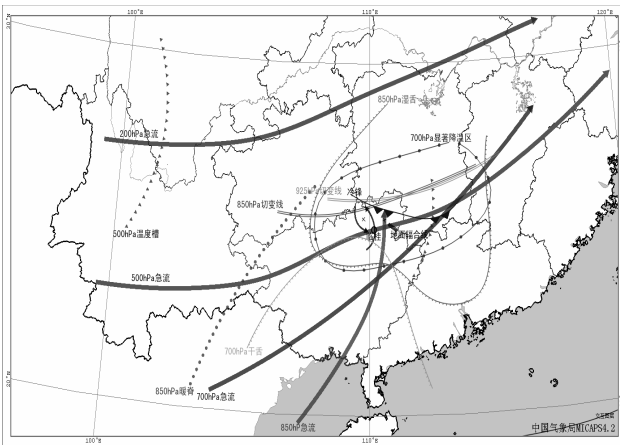 100°E
110°E
120°E
30°N
30°N
850hPa湿舌
200hPa急流
700hPa显著降温区
925hPa切变线
冷锋
850hPa切变线
500hPa温度槽
桂
地面辐合线
500hPa急流
700hPa干舌
850hPa暖脊
700hPa急流
20°N
20°N
850hPa急流
中国气象局MICAPS4.2
100°E
110°E